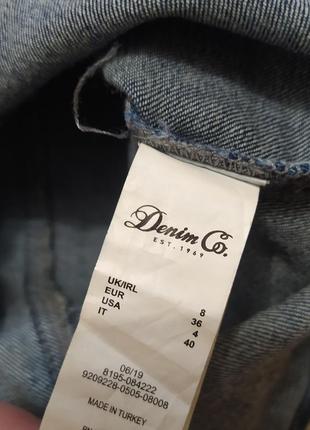 Denim Co.
EST. 1969
UK/IRL 8
EUR 36
USA 4
IT 40
06/19
8195-084222
9209228-0505-08008
MADE IN TURKEY